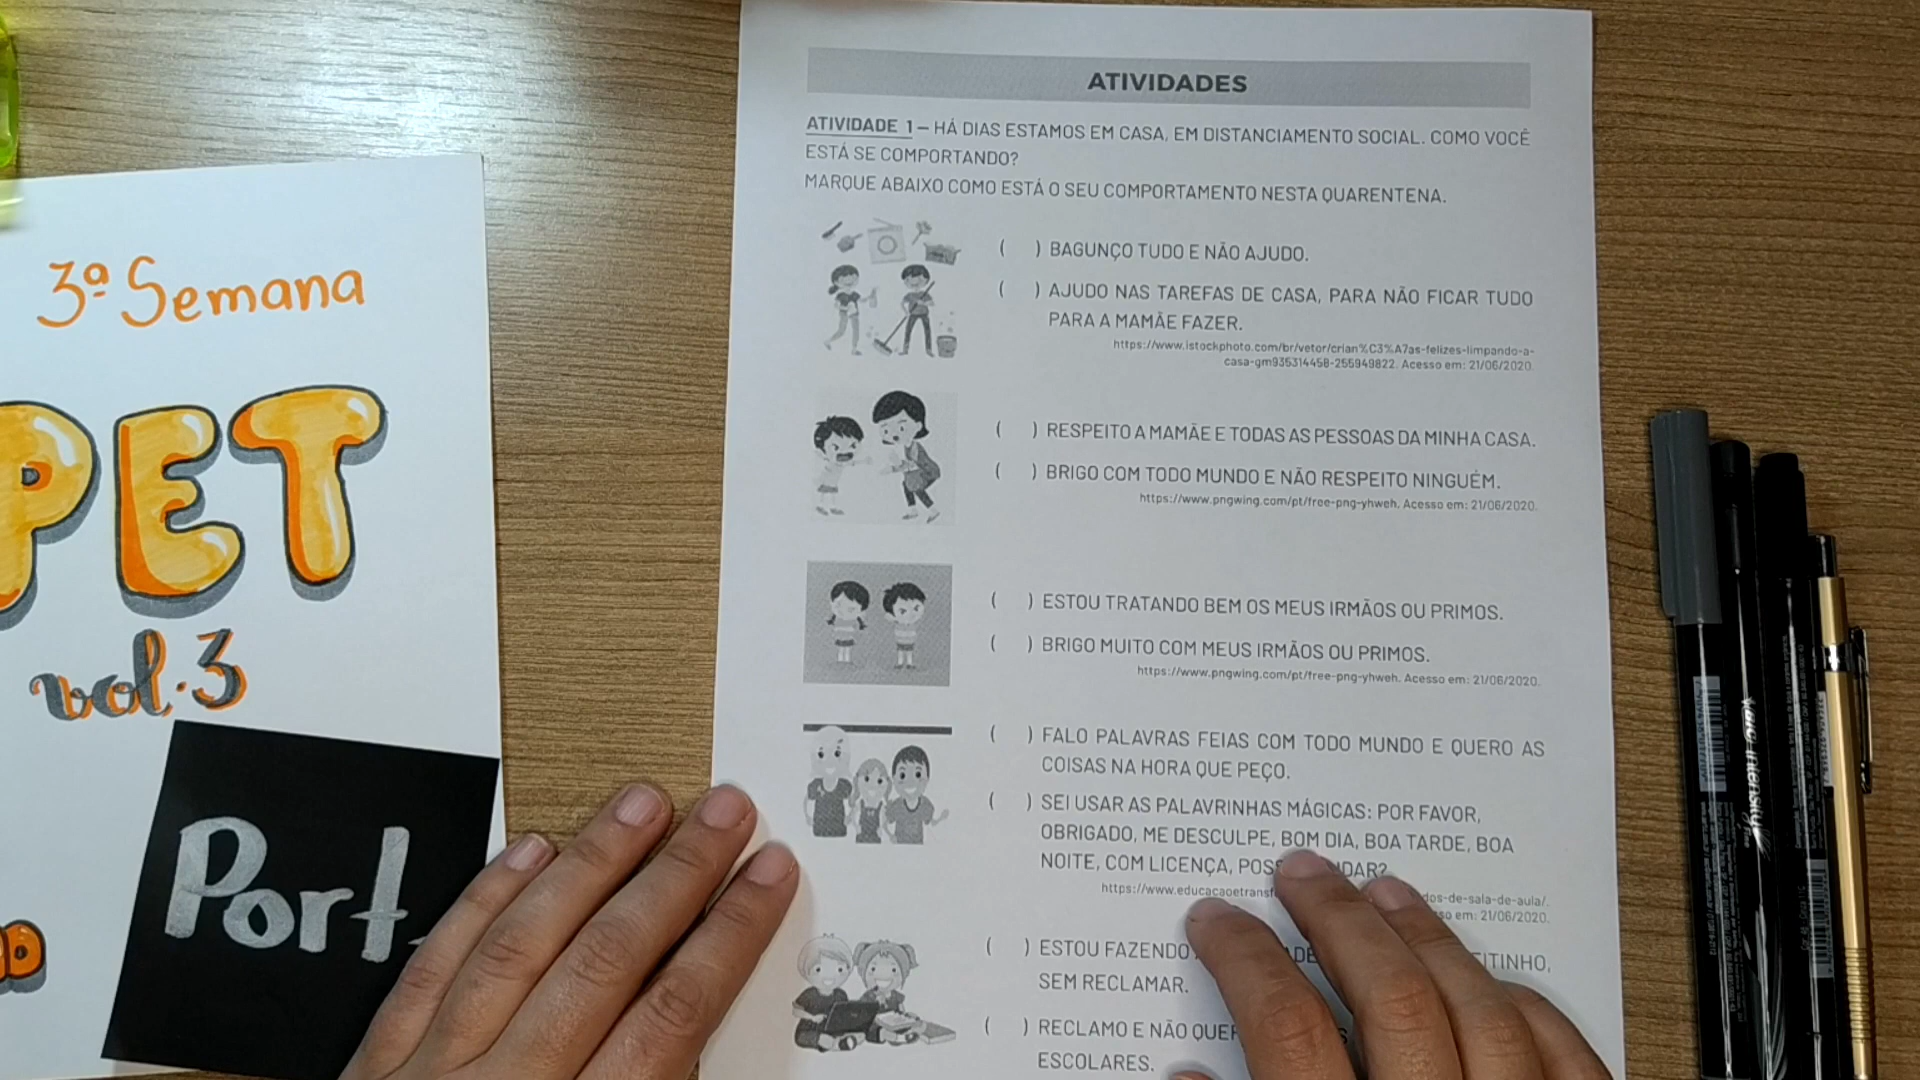 3ª Semana
PET
vol.3
Port.
ATIVIDADES
ATIVIDADE 1 – HÁ DIAS ESTAMOS EM CASA, EM DISTANCIAMENTO SOCIAL. COMO VOCÊ
ESTÁ SE COMPORTANDO?
MARQUE ABAIXO COMO ESTÁ O SEU COMPORTAMENTO NESTA QUARENTENA.
( ) BAGUNÇO TUDO E NÃO AJUDO.
( ) AJUDO NAS TAREFAS DE CASA, PARA NÃO FICAR TUDO
PARA A MAMÃE FAZER.
https://www.istockphoto.com/br/vetor/crian%C3%A7as-felizes-limpando-a-
casa-gm935314458-255949822. Acesso em: 21/06/2020.
( ) RESPEITO A MAMÃE E TODAS AS PESSOAS DA MINHA CASA.
( ) BRIGO COM TODO MUNDO E NÃO RESPEITO NINGUÉM.
https://www.pngwing.com/pt/free-png-yhweh. Acesso em: 21/06/2020.
( ) ESTOU TRATANDO BEM OS MEUS IRMÃOS OU PRIMOS.
( ) BRIGO MUITO COM MEUS IRMÃOS OU PRIMOS.
https://www.pngwing.com/pt/free-png-yhweh. Acesso em: 21/06/2020.
( ) FALO PALAVRAS FEIAS COM TODO MUNDO E QUERO AS
COISAS NA HORA QUE PEÇO.
( ) SEI USAR AS PALAVRINHAS MÁGICAS: POR FAVOR,
OBRIGADO, ME DESCULPE, BOM DIA, BOA TARDE, BOA
NOITE, COM LICENÇA,
dos-de-sala-de-aula/.
em: 21/06/2020.
( ) ESTOU FAZENDO
SEM RECLAMAR.
( ) RECLAMO E NÃO
ESCOLARES.